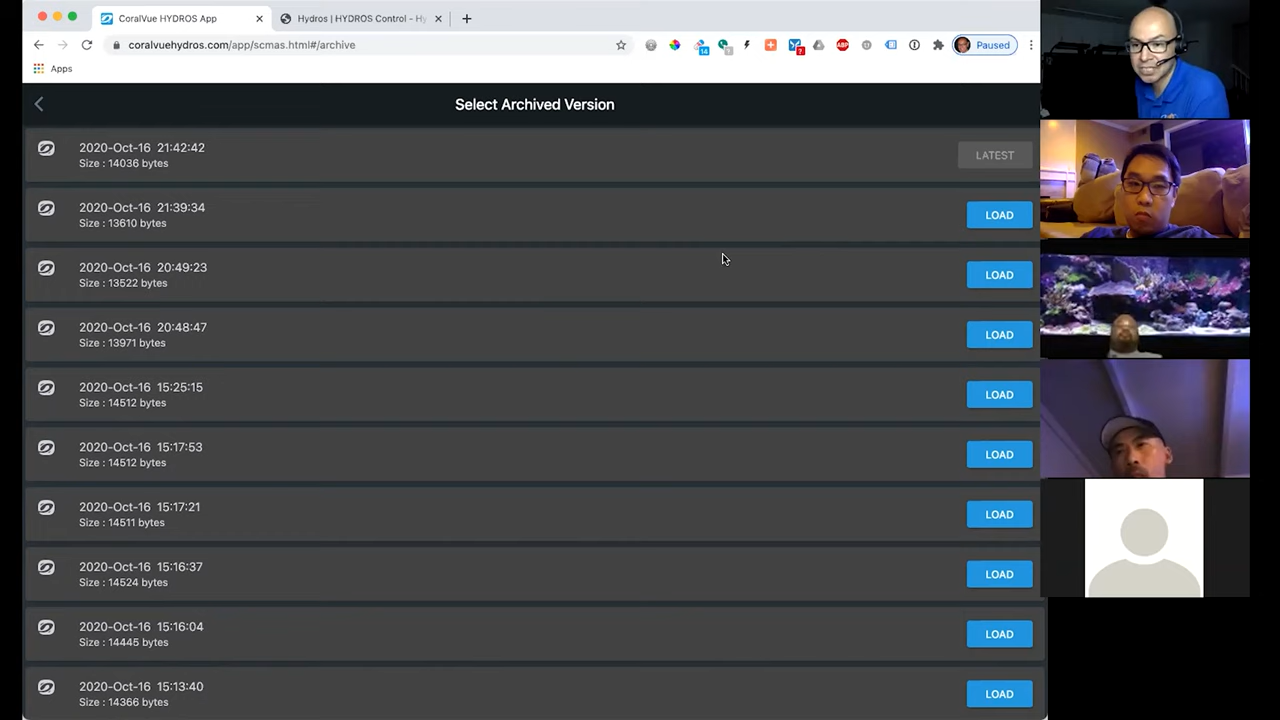 CoralVue HYDROS App
Hydros | HYDROS Control - Hy
coralvuehydros.com/app/scmas.html#/archive
14
7
ABP
Paused
Apps
Select Archived Version
2020-Oct-16 21:42:42
Size : 14036 bytes
LATEST
2020-Oct-16 21:39:34
Size : 13610 bytes
LOAD
2020-Oct-16 20:49:23
Size : 13522 bytes
LOAD
2020-Oct-16 20:48:47
Size : 13971 bytes
LOAD
2020-Oct-16 15:25:15
Size : 14512 bytes
LOAD
2020-Oct-16 15:17:53
Size : 14512 bytes
LOAD
2020-Oct-16 15:17:21
Size : 14511 bytes
LOAD
2020-Oct-16 15:16:37
Size : 14524 bytes
LOAD
2020-Oct-16 15:16:04
Size : 14445 bytes
LOAD
2020-Oct-16 15:13:40
Size : 14366 bytes
LOAD